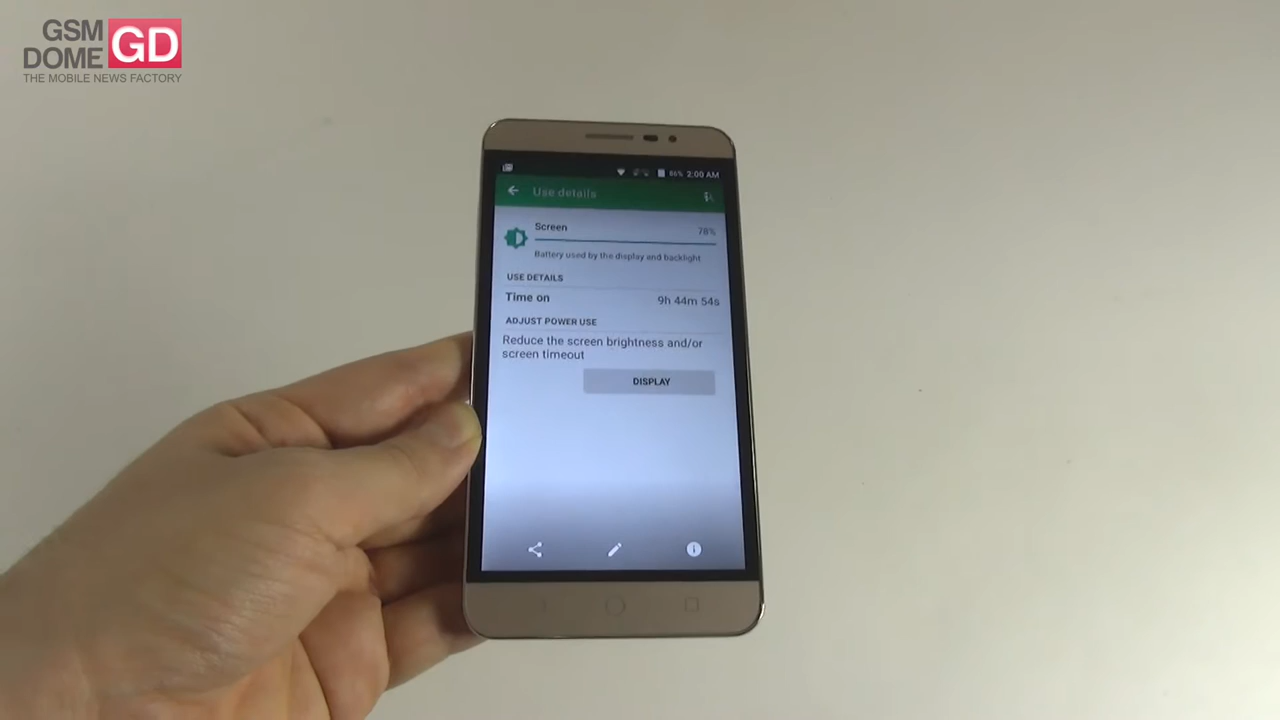 GSM
DOME GD
THE MOBILE NEWS FACTORY
86% 2:00 AM
Use details
Screen 78%
Battery used by the display and backlight
USE DETAILS
Time on 9h 44m 54s
ADJUST POWER USE
Reduce the screen brightness and/or
screen timeout
DISPLAY